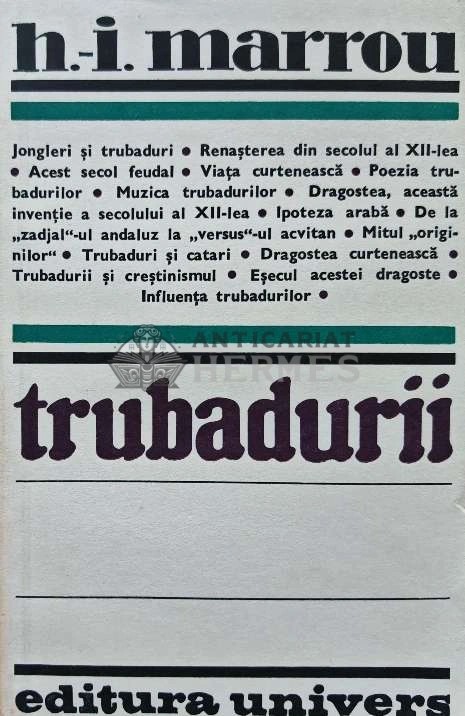 h.-i. marrou
Jongleri și trubaduri • Renașterea din secolul al XII-lea
• Acest secol feudal • Viața curtenească • Poezia tru-
badurilor • Muzica trubadurilor • Dragostea, această
invenție a secolului al XII-lea • Ipoteza arabă • De la
„zadjal“-ul andaluz la „versus“-ul acvitan • Mitul „origi-
nilor“ • Trubaduri și catari • Dragostea curtenească •
Trubadurii și creștinismul • Eșecul acestei dragoste •
Influența trubadurilor •
ANTICARIAT
HERMES
trubadurii
editura univers